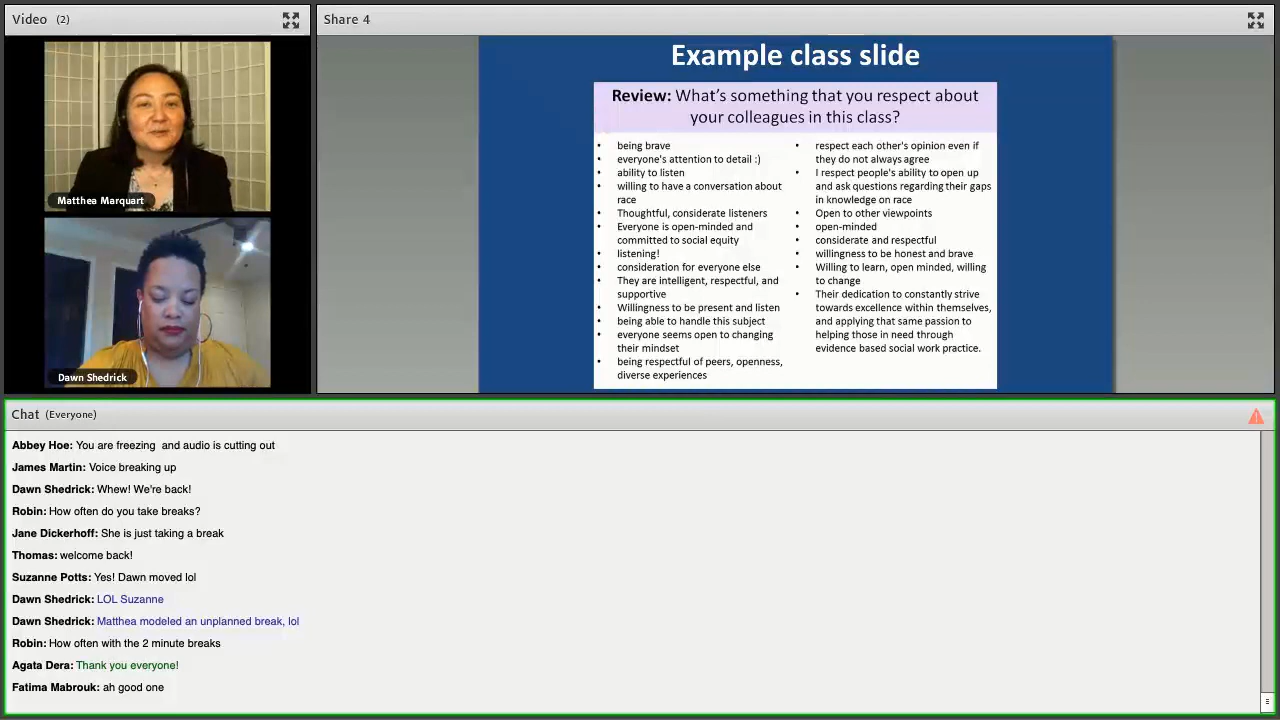 Video (2)
Matthea Marquart
Dawn Shedrick
Share 4
Example class slide
Review: What's something that you respect about
your colleagues in this class?
• being brave
• everyone's attention to detail :)
• ability to listen
• willing to have a conversation about
race
• Thoughtful, considerate listeners
• Everyone is open-minded and
committed to social equity
• listening!
• consideration for everyone else
• They are intelligent, respectful, and
supportive
• Willingness to be present and listen
• being able to handle this subject
• everyone seems open to changing
their mindset
• being respectful of peers, openness,
diverse experiences
• respect each other's opinion even if
they do not always agree
• I respect people's ability to open up
and ask questions regarding their gaps
in knowledge on race
• Open to other viewpoints
• open-minded
• considerate and respectful
• willingness to be honest and brave
• Willing to learn, open minded, willing
to change
• Their dedication to constantly strive
towards excellence within themselves,
and applying that same passion to
helping those in need through
evidence based social work practice.
Chat (Everyone)
Abbey Hoe: You are freezing  and audio is cutting out
James Martin: Voice breaking up
Dawn Shedrick: Whew! We're back!
Robin: How often do you take breaks?
Jane Dickerhoff: She is just taking a break
Thomas: welcome back!
Suzanne Potts: Yes! Dawn moved lol
Dawn Shedrick: LOL Suzanne
Dawn Shedrick: Matthea modeled an unplanned break, lol
Robin: How often with the 2 minute breaks
Agata Dera: Thank you everyone!
Fatima Mabrouk: ah good one